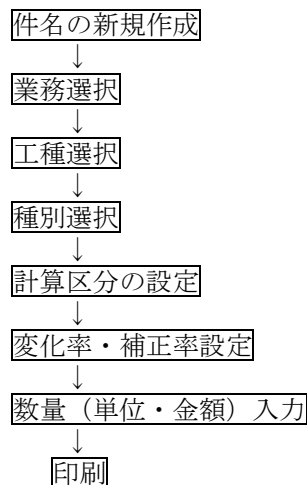 件名の新規作成
↓
業務選択
↓
工種選択
↓
種別選択
↓
計算区分の設定
↓
変化率・補正率設定
↓
数量（単位・金額）入力
↓
印刷